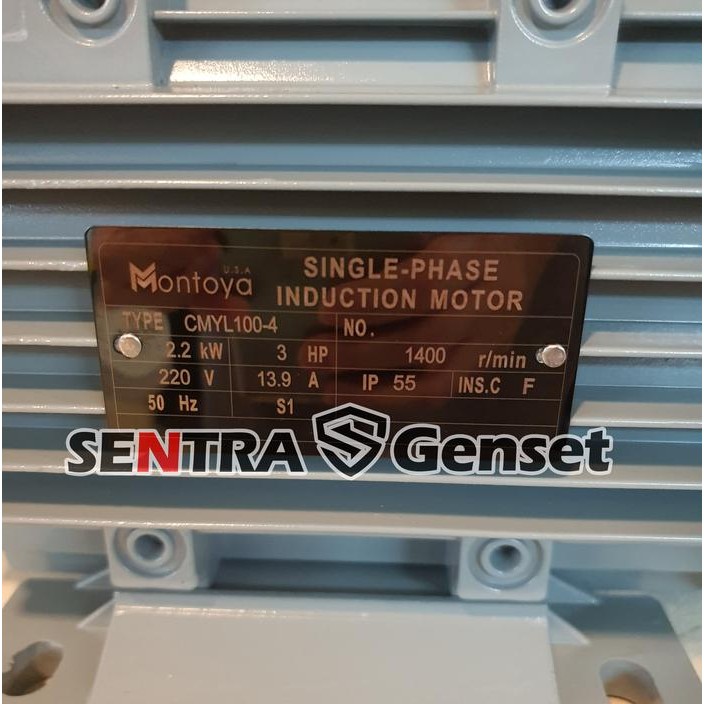 U.S.A
Montoya
SINGLE-PHASE
INDUCTION MOTOR
TYPE CMYL100-4 NO.
2.2 kW 3 HP 1400 r/min
220 V 13.9 A IP 55 INS.C F
50 Hz S1
SENTRA S Genset